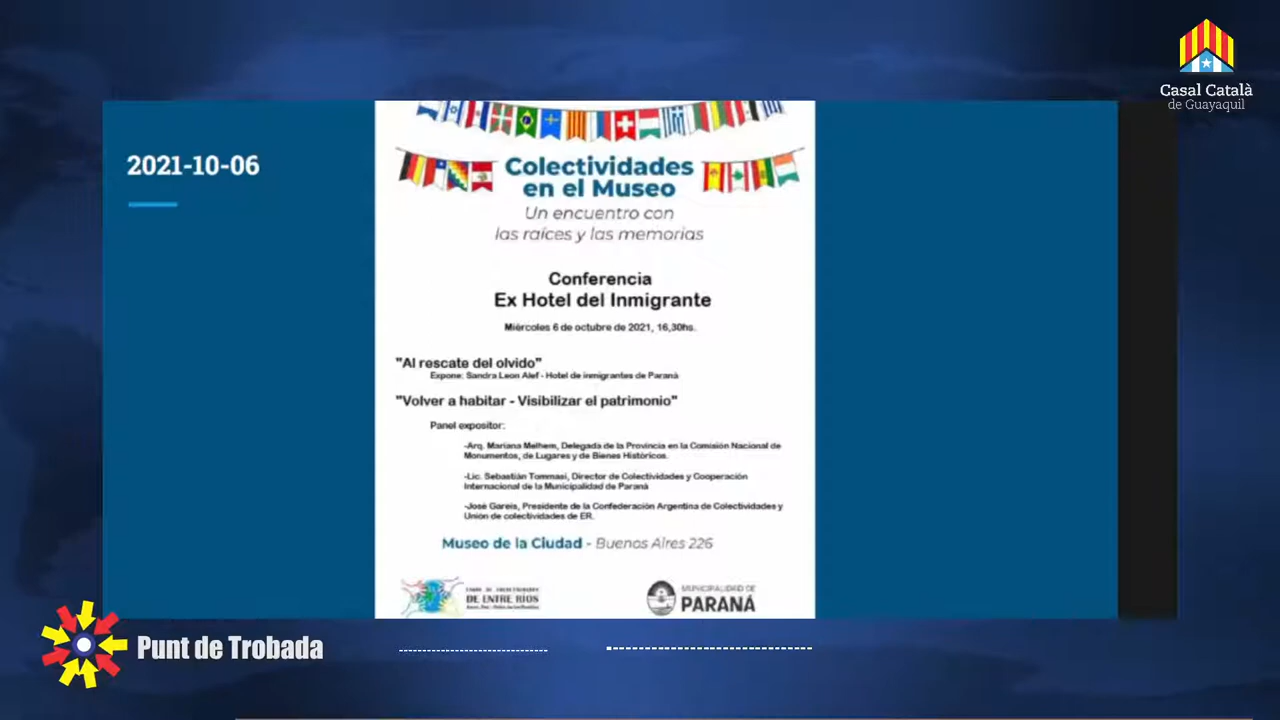 Casal Català
de Guayaquil
2021-10-06
Colectividades
en el Museo
Un encuentro con
las raíces y las memorias
Conferencia
Ex Hotel del Inmigrante
Miércoles 6 de octubre de 2021, 16,30hs.
"Al rescate del olvido"
Expone: Sandra Leon Alef - Hotel de inmigrantes de Paraná
"Volver a habitar - Visibilizar el patrimonio"
Panel expositor:
-Arq. Mariana Melhem, Delegada de la Provincia en la Comisión Nacional de
Monumentos, de Lugares y de Bienes Históricos.
-Lic. Sebastián Tommasi, Director de Colectividades y Cooperación
Internacional de la Municipalidad de Paraná
-José Gareis, Presidente de la Confederación Argentina de Colectividades y
Unión de colectividades de ER.
Museo de la Ciudad - Buenos Aires 226
DE ENTRE RÍOS
MUNICIPALIDAD DE
PARANÁ
Punt de Trobada